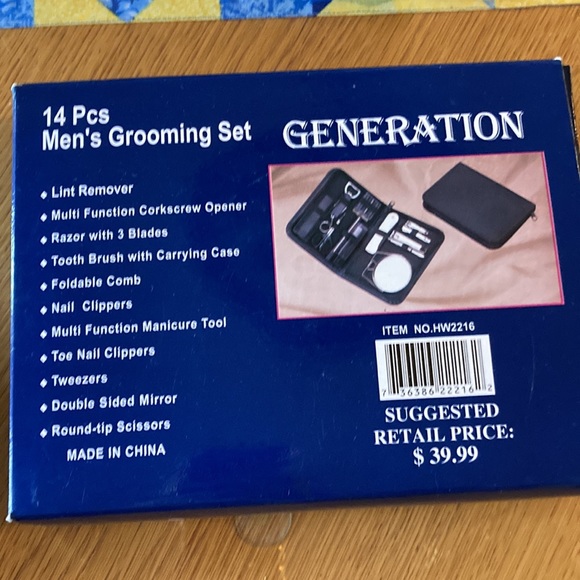 14 Pcs
Men's Grooming Set
GENERATION
◆ Lint Remover
◆ Multi Function Corkscrew Opener
◆ Razor with 3 Blades
◆ Tooth Brush with Carrying Case
◆ Foldable Comb
◆ Nail Clippers
◆ Multi Function Manicure Tool
◆ Toe Nail Clippers
◆ Tweezers
◆ Double Sided Mirror
◆ Round-tip Scissors
MADE IN CHINA
ITEM NO.HW2216
7 36386 22216 2
SUGGESTED
RETAIL PRICE:
$ 39.99